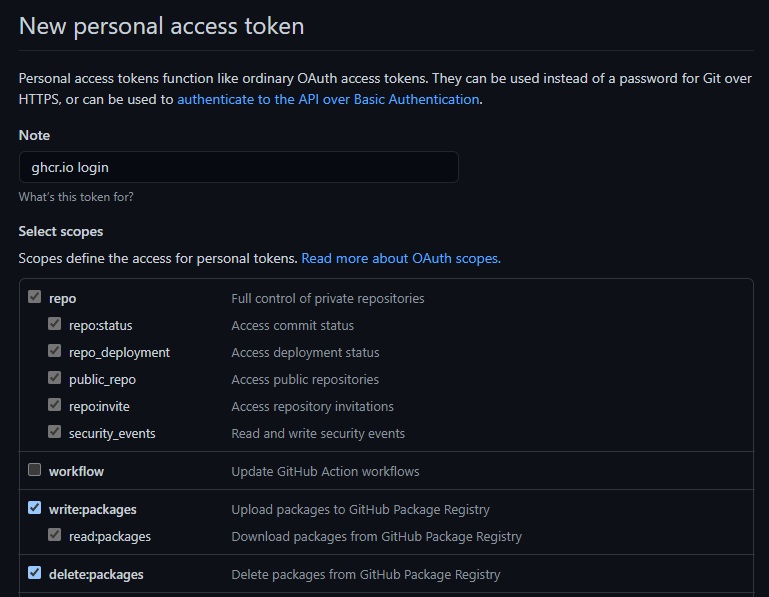 New personal access token
Personal access tokens function like ordinary OAuth access tokens. They can be used instead of a password for Git over
HTTPS, or can be used to authenticate to the API over Basic Authentication.
Note
ghcr.io login
What's this token for?
Select scopes
Scopes define the access for personal tokens. Read more about OAuth scopes.
repo Full control of private repositories
repo:status Access commit status
repo_deployment Access deployment status
public_repo Access public repositories
repo:invite Access repository invitations
security_events Read and write security events
workflow Update GitHub Action workflows
write:packages Upload packages to GitHub Package Registry
read:packages Download packages from GitHub Package Registry
delete:packages Delete packages from GitHub Package Registry